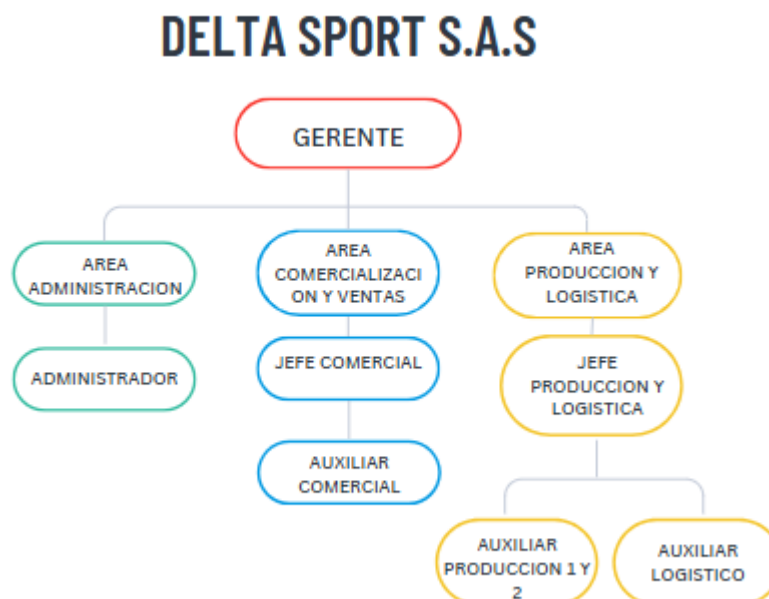 DELTA SPORT S.A.S
GERENTE
AREA
ADMINISTRACION
AREA
COMERCIALIZACI
ON Y VENTAS
AREA
PRODUCCION Y
LOGISTICA
ADMINISTRADOR
JEFE COMERCIAL
JEFE
PRODUCCION Y
LOGISTICA
AUXILIAR
COMERCIAL
AUXILIAR
PRODUCCION 1 Y
2
AUXILIAR
LOGISTICO